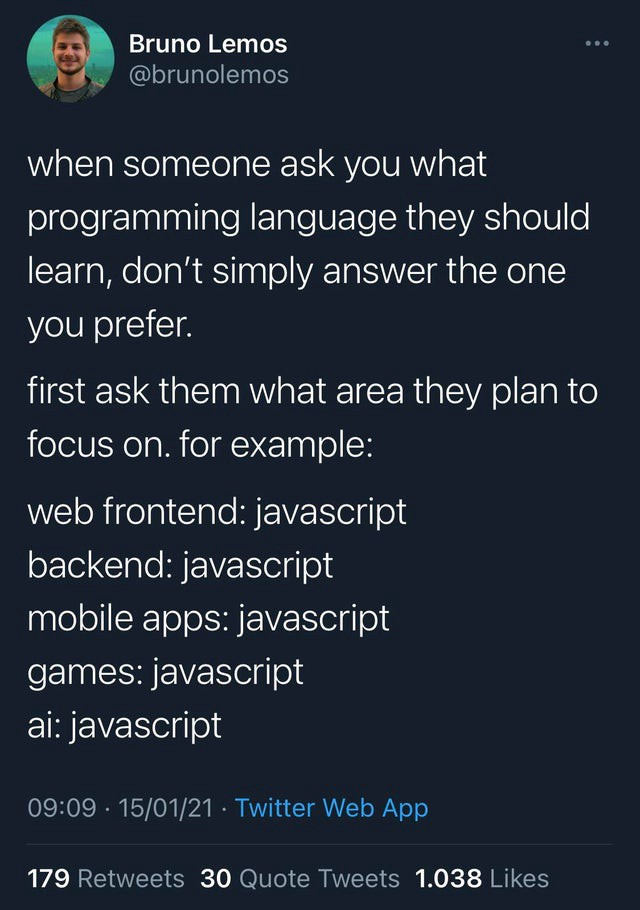 Bruno Lemos
@brunolemos
when someone ask you what
programming language they should
learn, don’t simply answer the one
you prefer.
first ask them what area they plan to
focus on. for example:
web frontend: javascript
backend: javascript
mobile apps: javascript
games: javascript
ai: javascript
09:09 · 15/01/21 · Twitter Web App
179 Retweets 30 Quote Tweets 1.038 Likes